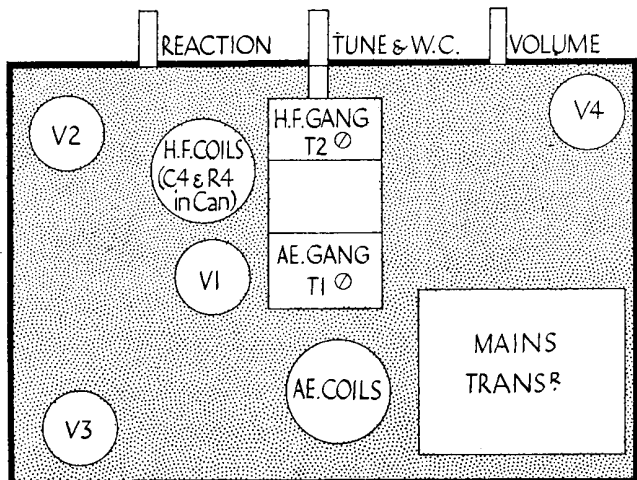 REACTION
TUNE & W.C.
VOLUME
V2
H.F.COILS
(C4 & R4
in Can)
H.F.GANG
T2
V4
V1
AE.GANG
T1
MAINS
TRANSR.
AE.COILS
V3